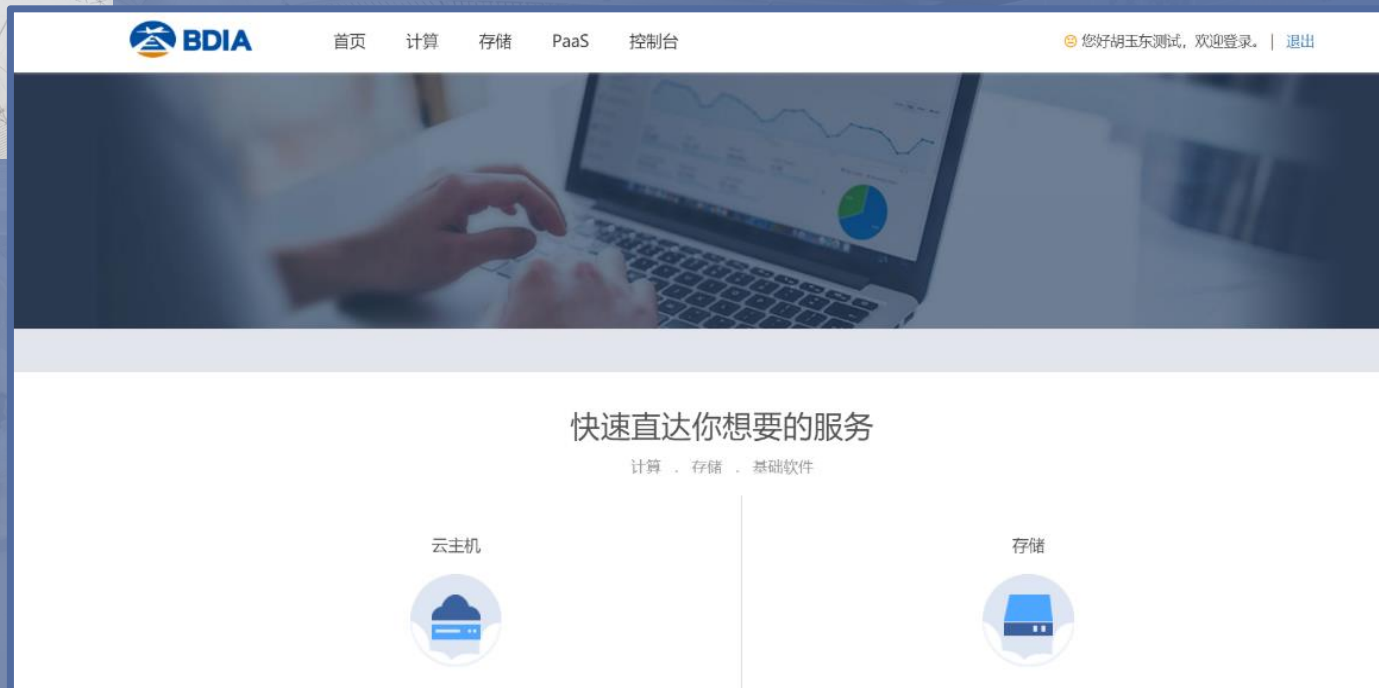 BDIA 首页 计算 存储 PaaS 控制台 您好胡玉东测试，欢迎登录。 | 退出
快速直达你想要的服务
计算 . 存储 . 基础软件
云主机 存储